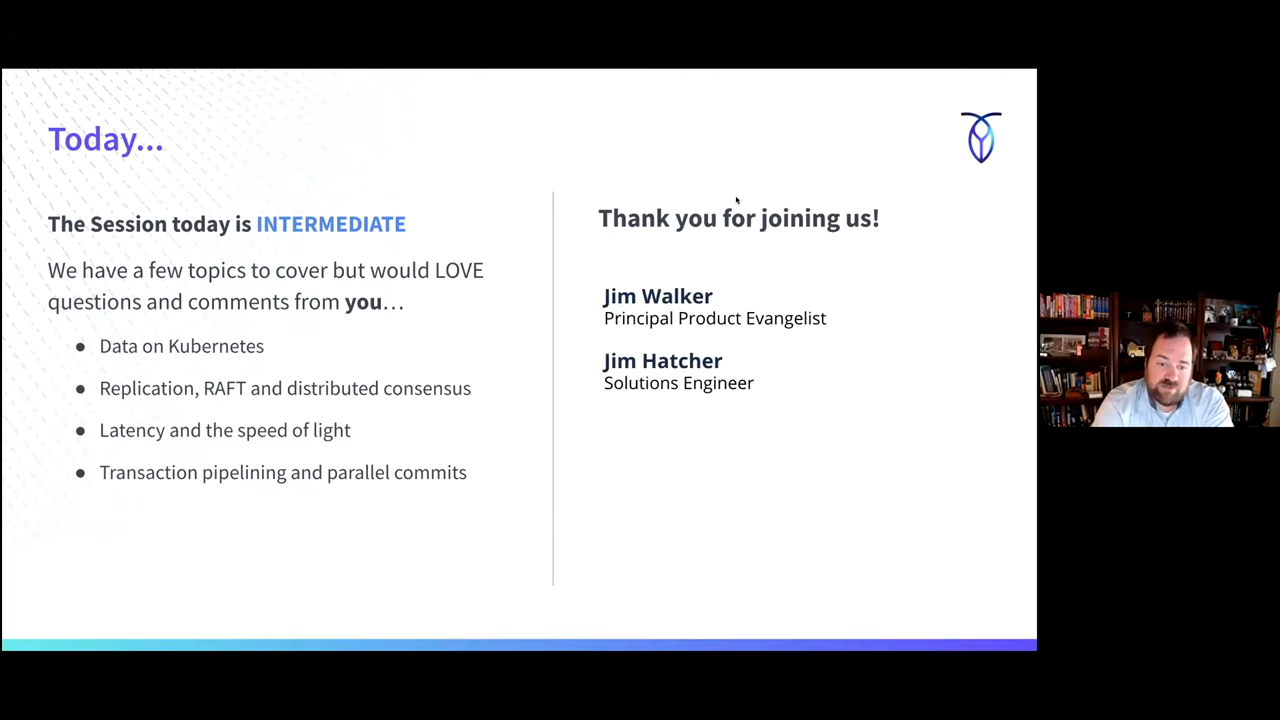 Today...
The Session today is INTERMEDIATE
We have a few topics to cover but would LOVE
questions and comments from you…
● Data on Kubernetes
● Replication, RAFT and distributed consensus
● Latency and the speed of light
● Transaction pipelining and parallel commits
Thank you for joining us!
Jim Walker
Principal Product Evangelist
Jim Hatcher
Solutions Engineer